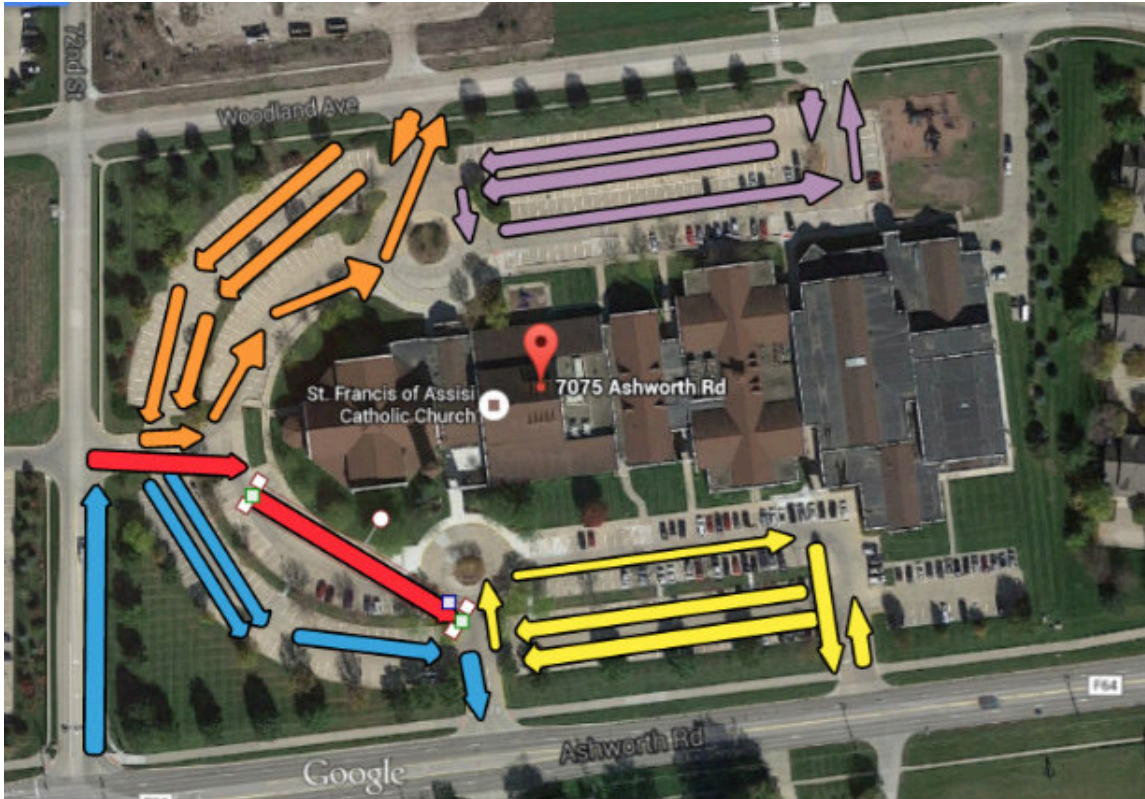 72nd St
Woodland Ave
7075 Ashworth Rd
St. Francis of Assisi
Catholic Church
F64
Ashworth Rd
Google